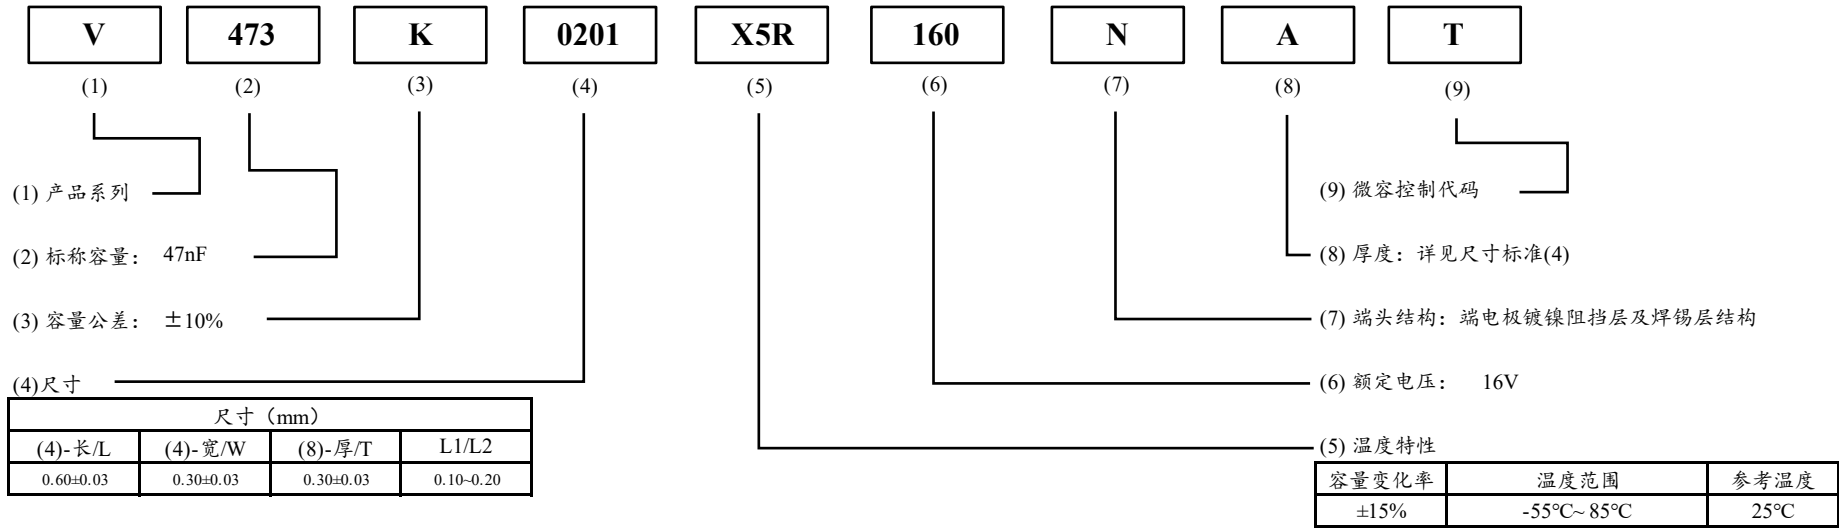 V 473 K 0201 X5R 160 N A T
(1) (2) (3) (4) (5) (6) (7) (8) (9)
(1) 产品系列
(9) 微容控制代码
(2) 标称容量： 47nF
(8) 厚度：详见尺寸标准(4)
(3) 容量公差： ±10%
(7) 端头结构：端电极镀镍阻挡层及焊锡层结构
(4)尺寸
(6) 额定电压： 16V
尺寸（mm）
(4)-长/L (4)-宽/W (8)-厚/T L1/L2
0.60±0.03 0.30±0.03 0.30±0.03 0.10~0.20
(5) 温度特性
容量变化率 温度范围 参考温度
±15% -55℃~ 85℃ 25℃